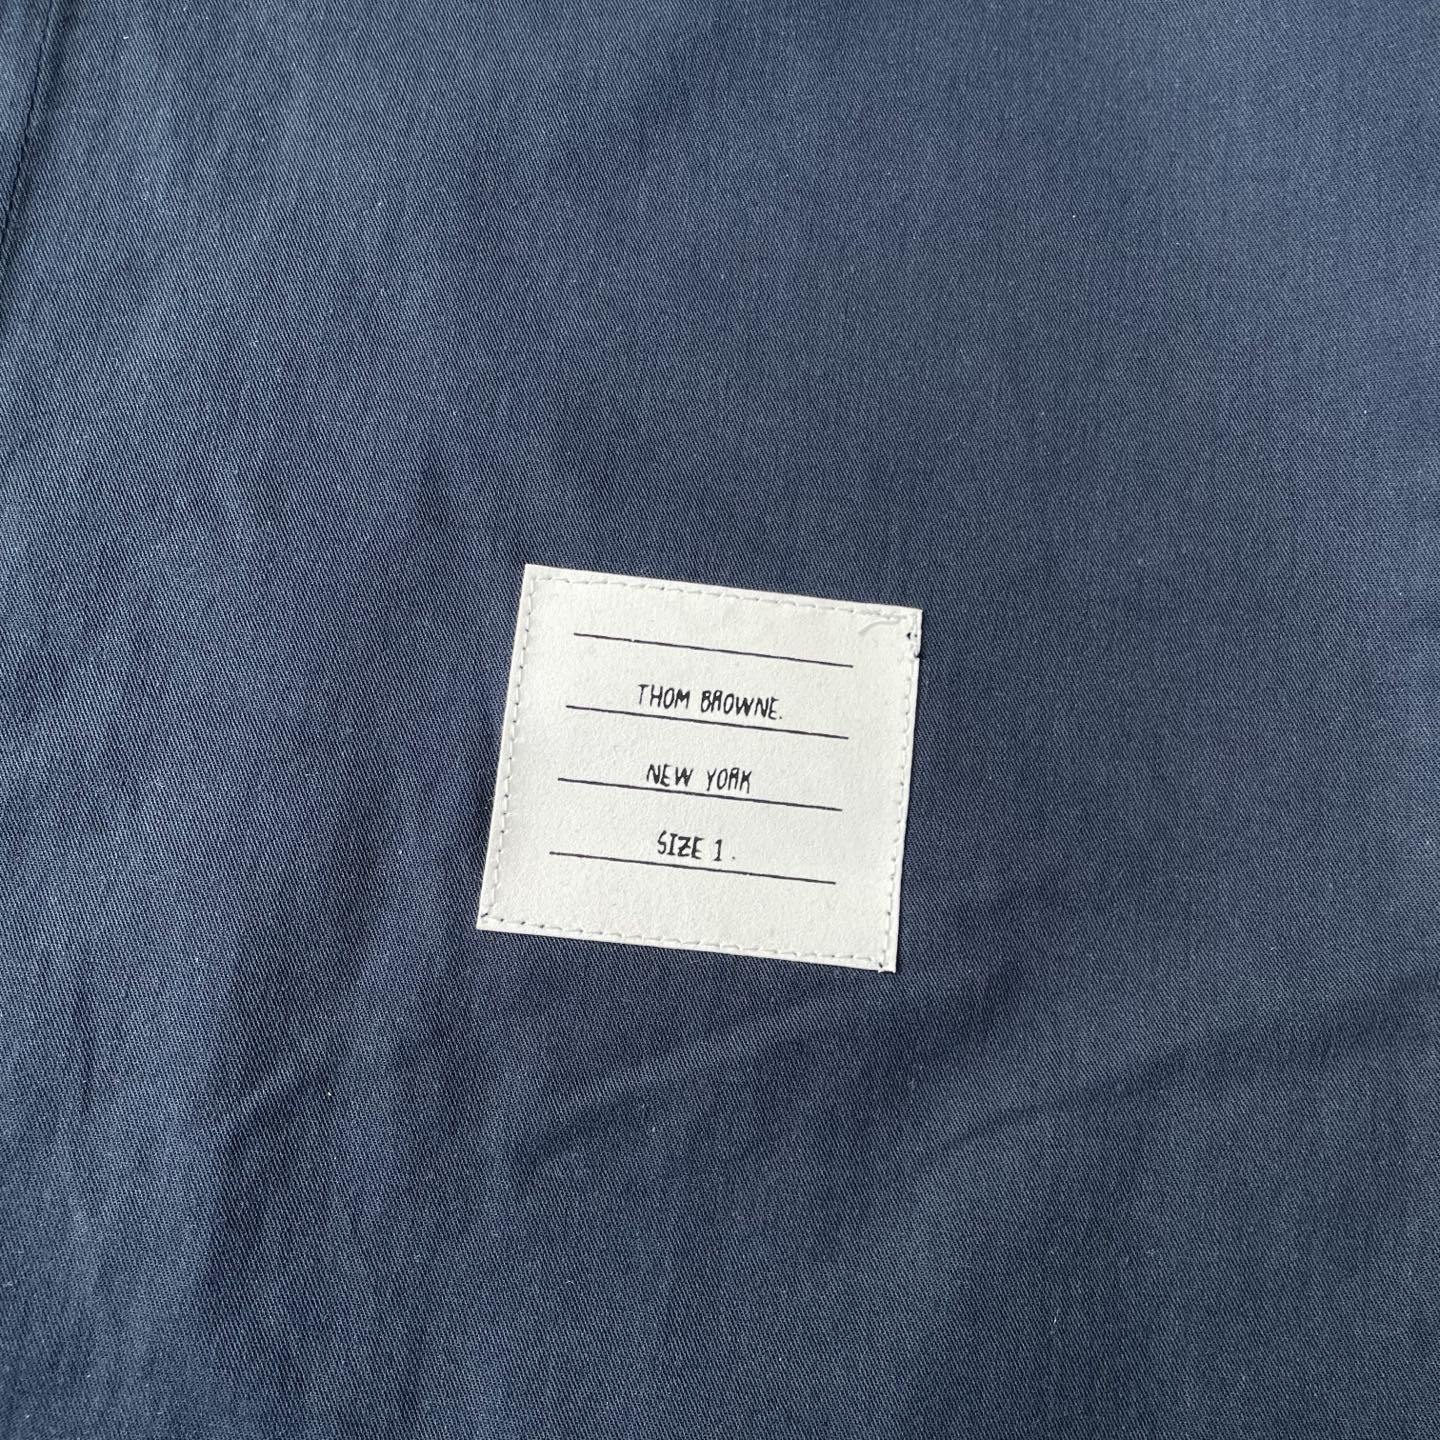 THOM BROWNE.
NEW YORK
SIZE 1.